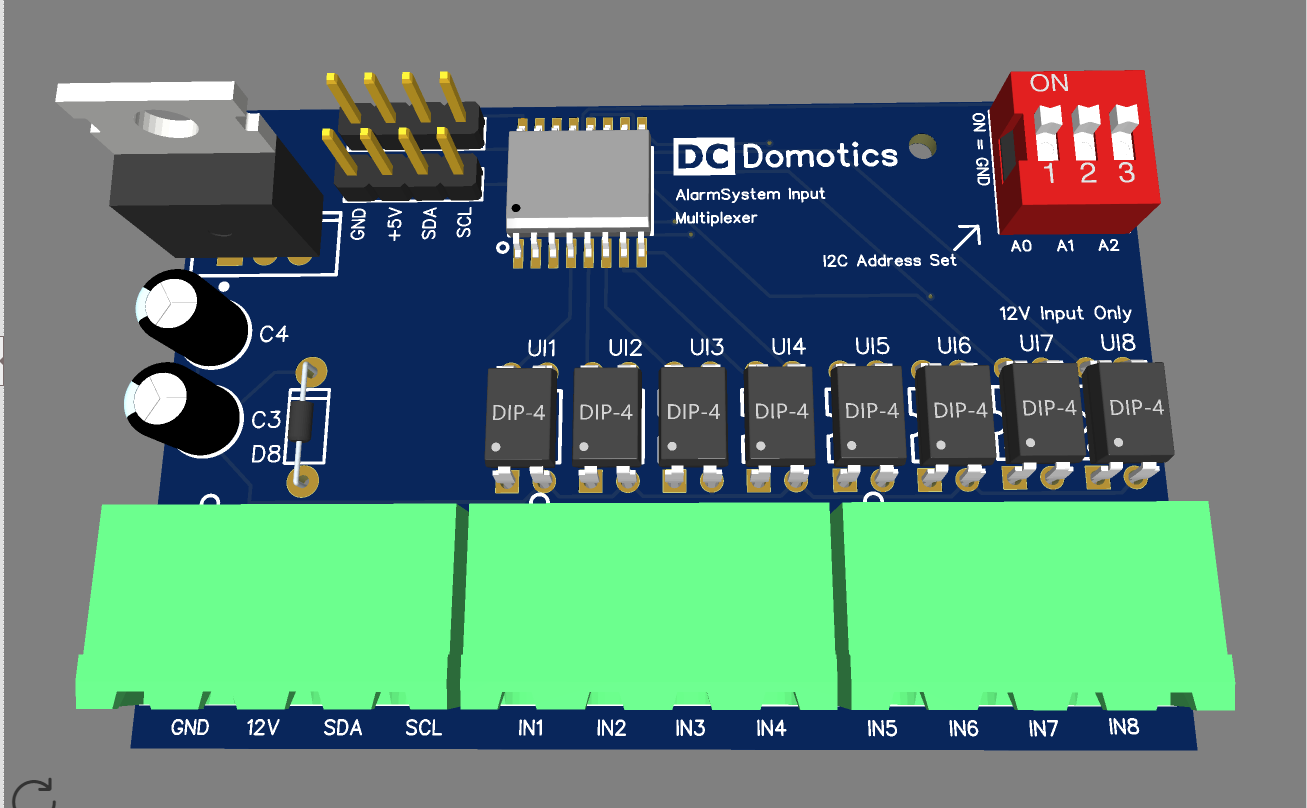 ON
1 2 3
ON = GND
A0 A1 A2
DC Domotics
AlarmSystem Input
Multiplexer
I2C Address Set
GND +5V SDA SCL
12V Input Only
C4
C3
D8
UI1 UI2 UI3 UI4 UI5 UI6 UI7 UI8
DIP-4 DIP-4 DIP-4 DIP-4 DIP-4 DIP-4 DIP-4 DIP-4
GND 12V SDA SCL IN1 IN2 IN3 IN4 IN5 IN6 IN7 IN8